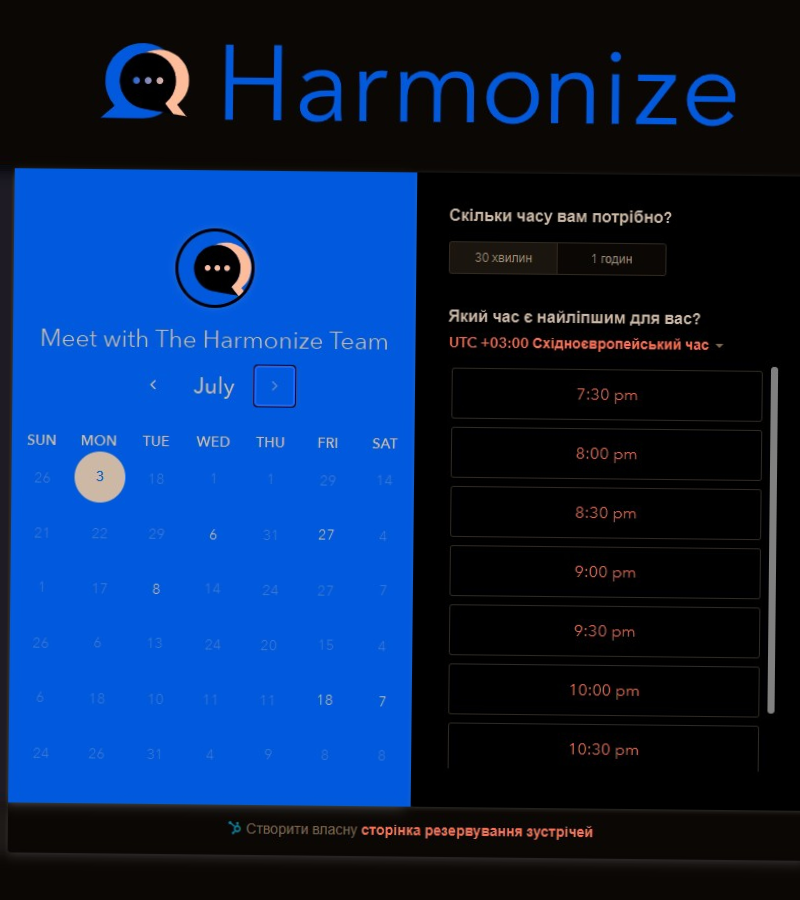 Harmonize
Meet with The Harmonize Team
July
SUN MON TUE WED THU FRI SAT
26 3 18 1 1 29 14
21 22 29 6 31 27 4
1 17 8 14 24 27 7
26 6 13 24 20 15 4
6 18 10 11 11 18 7
24 26 31 4 9 8 8
Скільки часу вам потрібно?
30 хвилин 1 годин
Який час є найліпшим для вас?
UTC +03:00 Східноєвропейський час
7:30 pm
8:00 pm
8:30 pm
9:00 pm
9:30 pm
10:00 pm
10:30 pm
Створити власну сторінка резервування зустрічей